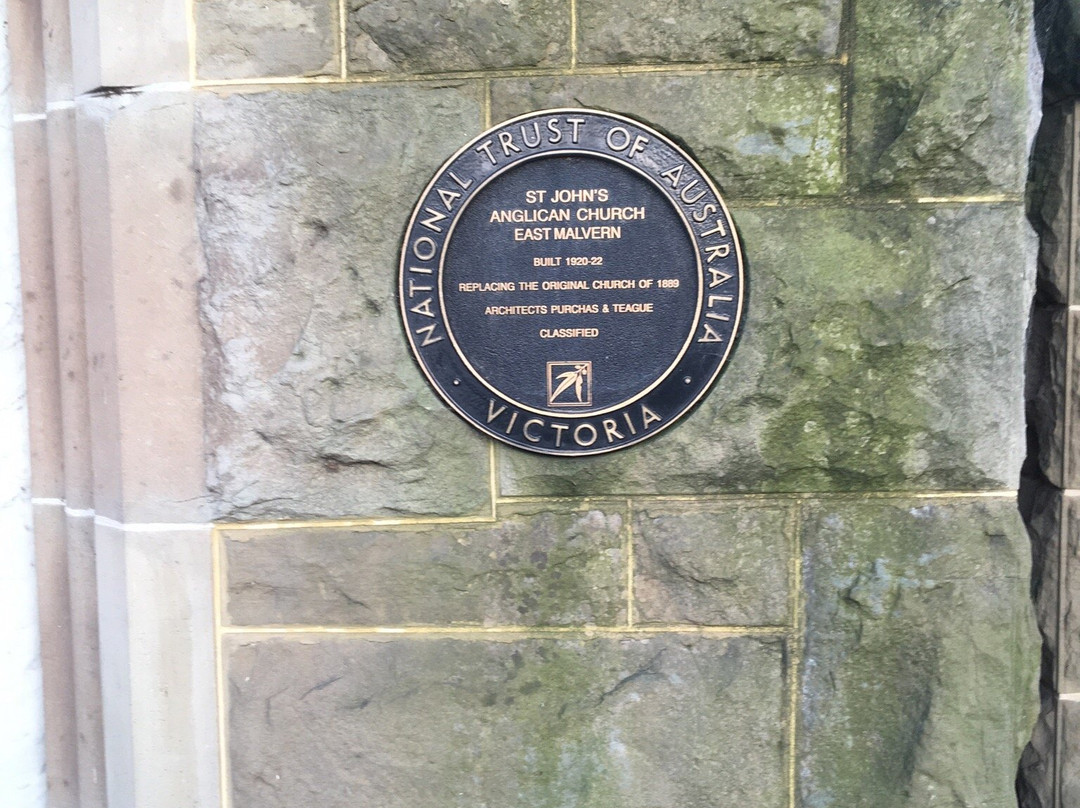 NATIONAL TRUST OF AUSTRALIA
ST JOHN'S
ANGLICAN CHURCH
EAST MALVERN
BUILT 1920-22
REPLACING THE ORIGINAL CHURCH OF 1889
ARCHITECTS PURCHAS & TEAGUE
CLASSIFIED
VICTORIA